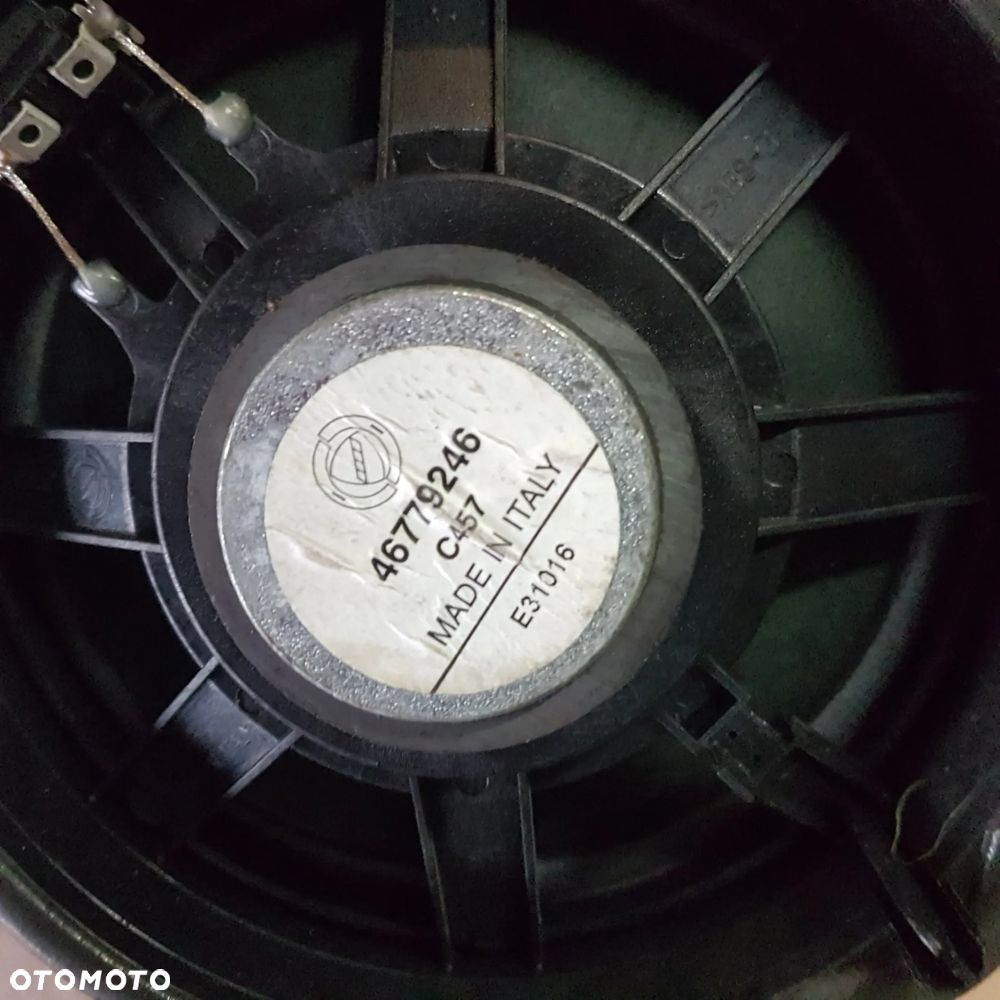 46779246
C457
MADE IN ITALY
E31016
OTOMOTO